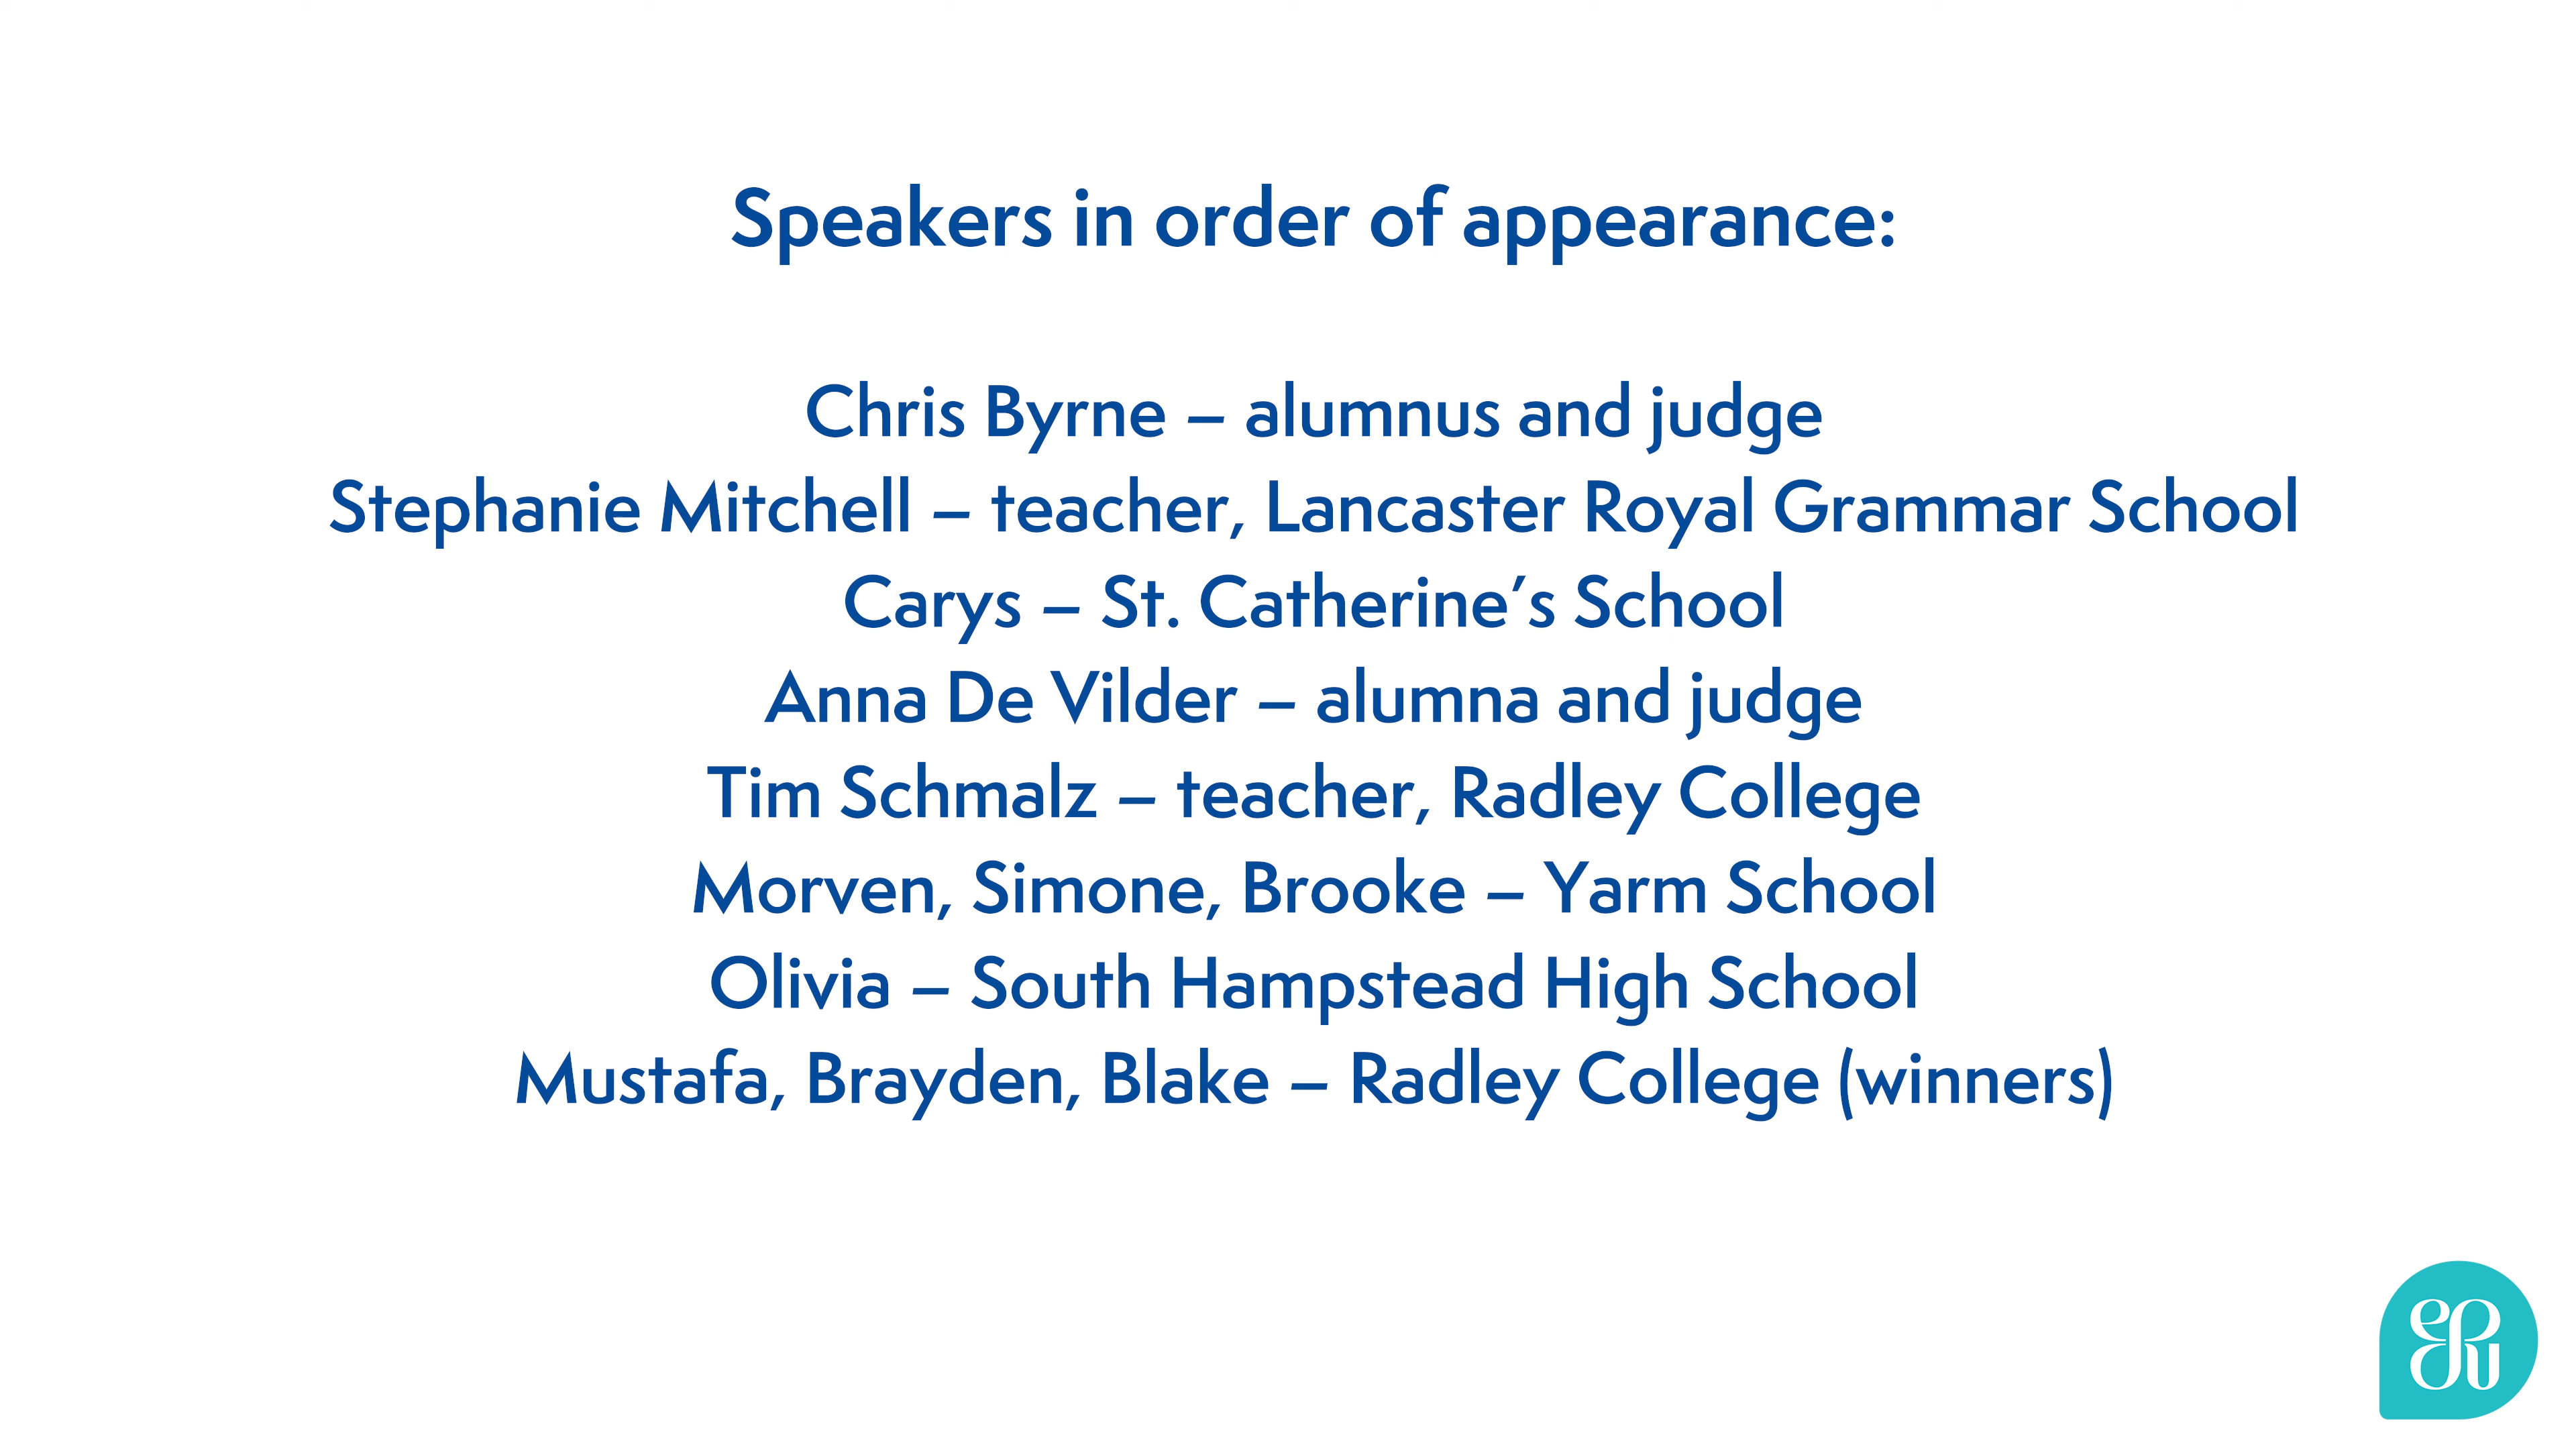 Speakers in order of appearance:
Chris Byrne – alumnus and judge
Stephanie Mitchell – teacher, Lancaster Royal Grammar School
Carys – St. Catherine’s School
Anna De Vilder – alumna and judge
Tim Schmalz – teacher, Radley College
Morven, Simone, Brooke – Yarm School
Olivia – South Hampstead High School
Mustafa, Brayden, Blake – Radley College (winners)